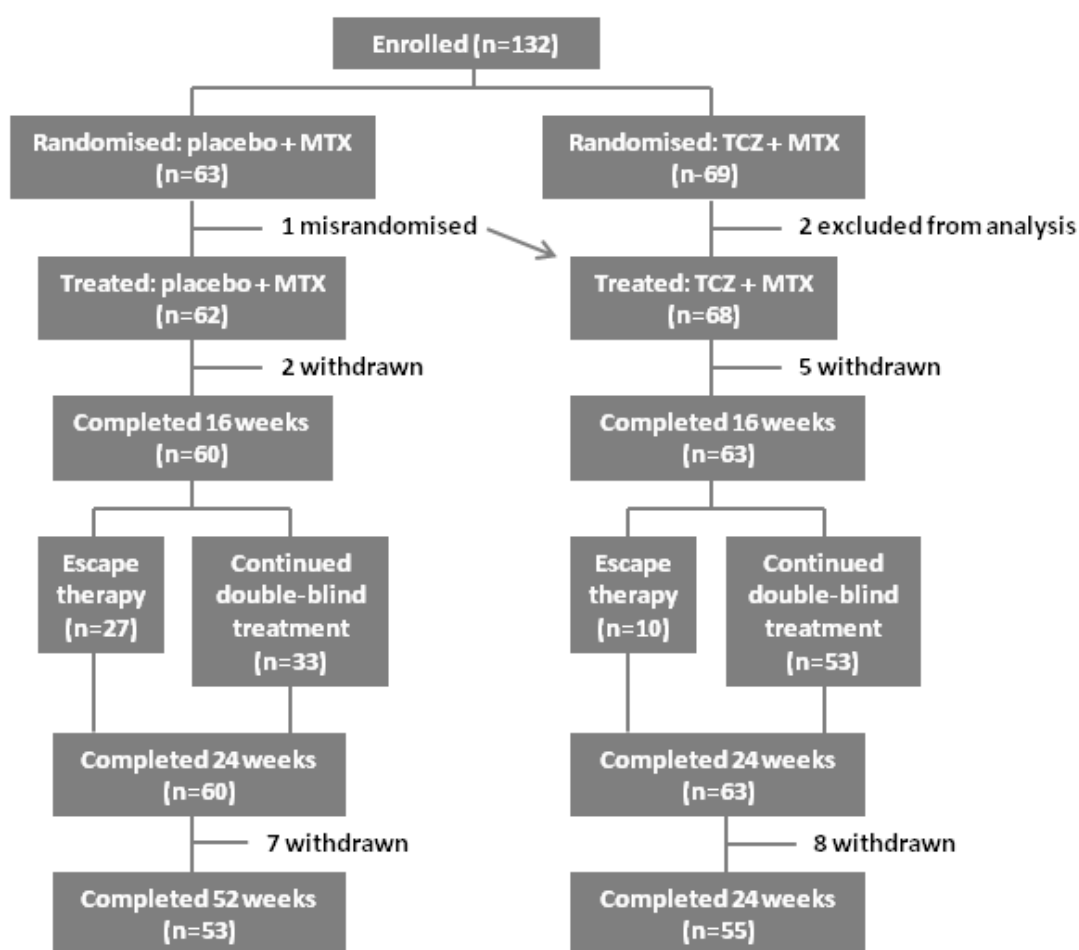 Enrolled (n=132)
Randomised: placebo + MTX
(n=63)
Randomised: TCZ + MTX
(n-69)
1 misrandomised
2 excluded from analysis
Treated: placebo + MTX
(n=62)
Treated: TCZ + MTX
(n=68)
2 withdrawn
5 withdrawn
Completed 16 weeks
(n=60)
Completed 16 weeks
(n=63)
Escape
therapy
(n=27)
Continued
double-blind
treatment
(n=33)
Escape
therapy
(n=10)
Continued
double-blind
treatment
(n=53)
Completed 24 weeks
(n=60)
Completed 24 weeks
(n=63)
7 withdrawn
8 withdrawn
Completed 52 weeks
(n=53)
Completed 24 weeks
(n=55)